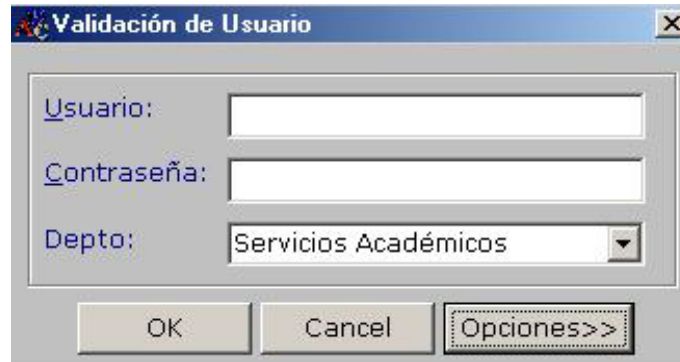 Validación de Usuario
Usuario:
Contraseña:
Depto: Servicios Académicos
OK Cancel Opciones>>